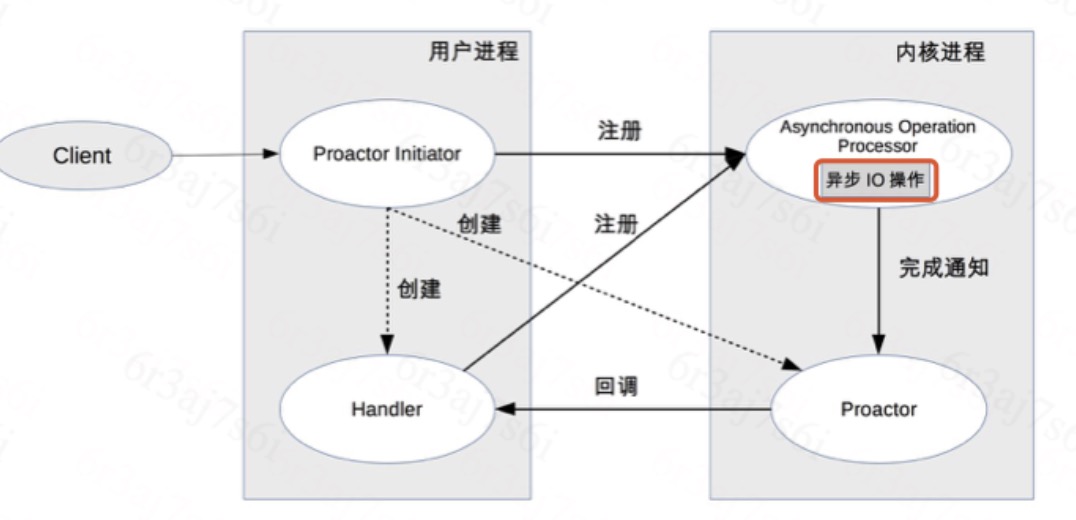 用户进程
内核进程
Client
Proactor Initiator
注册
Asynchronous Operation
Processor
异步 IO 操作
创建
注册
创建
完成通知
Handler
回调
Proactor
6r3aj7s6i